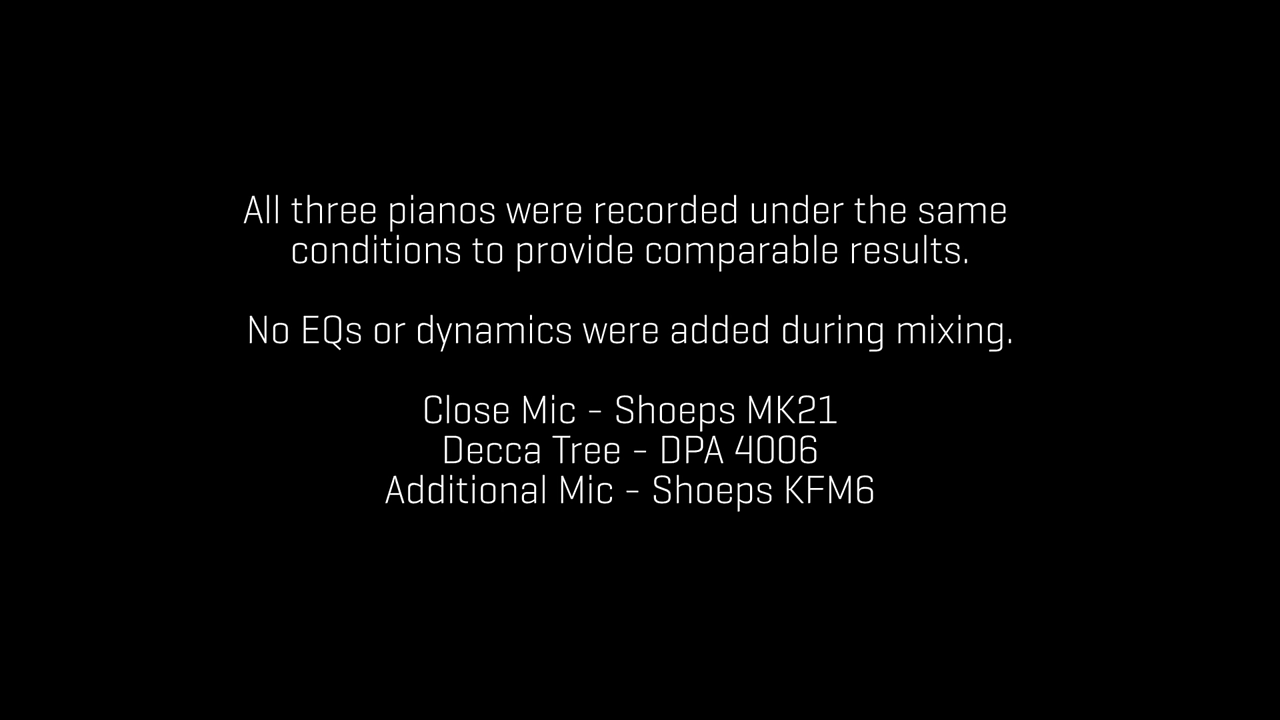 All three pianos were recorded under the same
conditions to provide comparable results.
No EQs or dynamics were added during mixing.
Close Mic - Shoeps MK21
Decca Tree - DPA 4006
Additional Mic - Shoeps KFM6